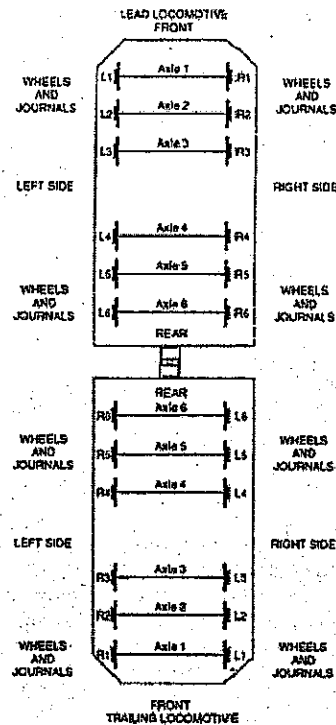 LEAD LOCOMOTIVE
FRONT
WHEELS
AND
JOURNALS
L1 Axle 1 R1
L2 Axle 2 R2
L3 Axle 3 R3
WHEELS
AND
JOURNALS
LEFT SIDE
RIGHT SIDE
L4 Axle 4 R4
L5 Axle 5 R5
L6 Axle 6 R6
WHEELS
AND
JOURNALS
WHEELS
AND
JOURNALS
REAR
REAR
R6 Axle 6 L6
R5 Axle 5 L5
R4 Axle 4 L4
WHEELS
AND
JOURNALS
WHEELS
AND
JOURNALS
LEFT SIDE
RIGHT SIDE
R3 Axle 3 L3
R2 Axle 2 L2
R1 Axle 1 L1
WHEELS
AND
JOURNALS
WHEELS
AND
JOURNALS
FRONT
TRAILING LOCOMOTIVE